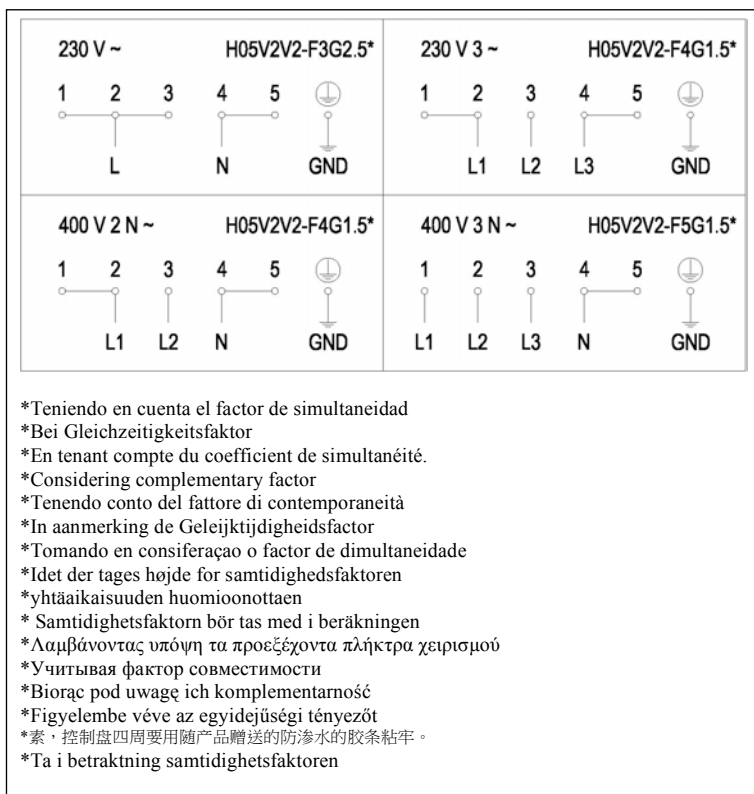 230 V ~ H05V2V2-F3G2.5*
1 2 3 4 5
L N GND
230 V 3 ~ H05V2V2-F4G1.5*
1 2 3 4 5
L1 L2 L3 GND
400 V 2 N ~ H05V2V2-F4G1.5*
1 2 3 4 5
L1 L2 N GND
400 V 3 N ~ H05V2V2-F5G1.5*
1 2 3 4 5
L1 L2 L3 N GND
*Teniendo en cuenta el factor de simultaneidad
*Bei Gleichzeitigkeitsfaktor
*En tenant compte du coefficient de simultanéité.
*Considering complementary factor
*Tenendo conto del fattore di contemporaneità
*In aanmerking de Geleijktijdigheidsfactor
*Tomando en consiferaçao o factor de dimultaneidade
*Idet der tages højde for samtidighedsfaktoren
*yhtäaikaisuuden huomioonottaen
* Samtidighetsfaktorn bör tas med i beräkningen
*Λαμβάνοντας υπόψη τα προεξέχοντα πλήκτρα χειρισμού
*Учитывая фактор совместимости
*Biorąc pod uwagę ich komplementarność
*Figyelembe véve az egyidejűségi tényezőt
*素，控制盘四周要用随产品赠送的防渗水的胶条粘牢。
*Ta i betraktning samtidighetsfaktoren